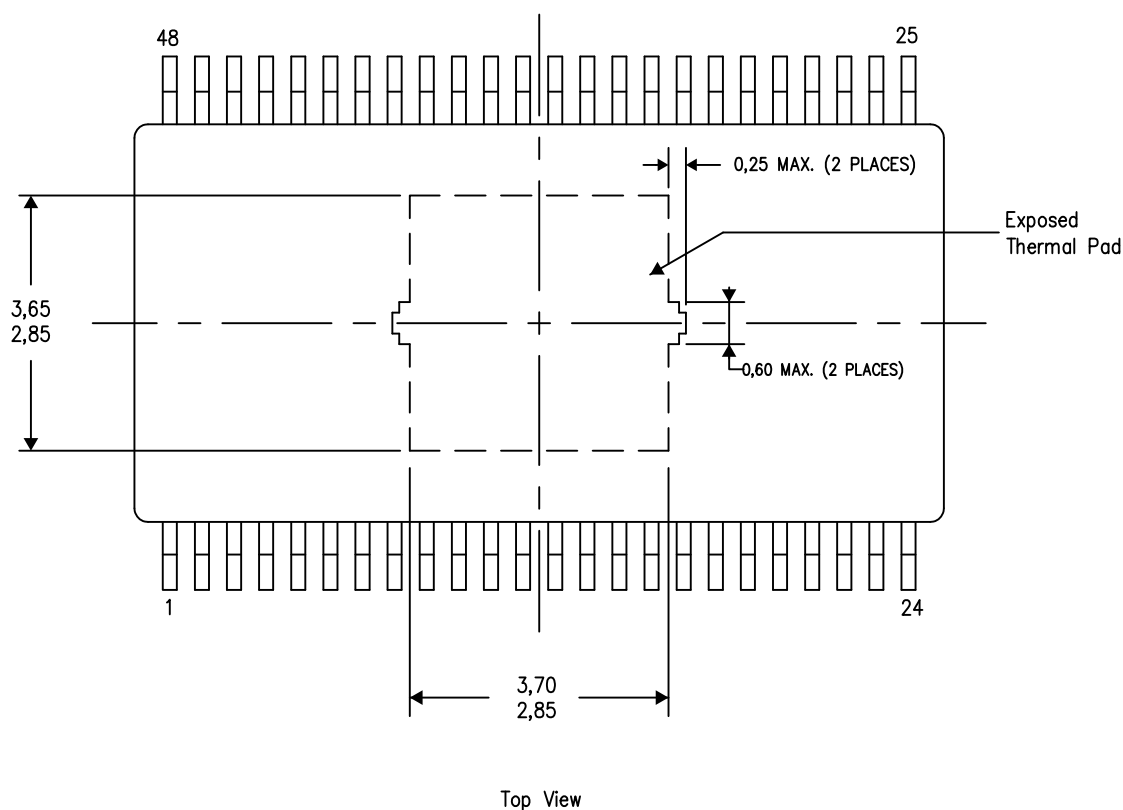 48
25
0,25 MAX. (2 PLACES)
Exposed
Thermal Pad
3,65
2,85
0,60 MAX. (2 PLACES)
1
24
3,70
2,85
Top View